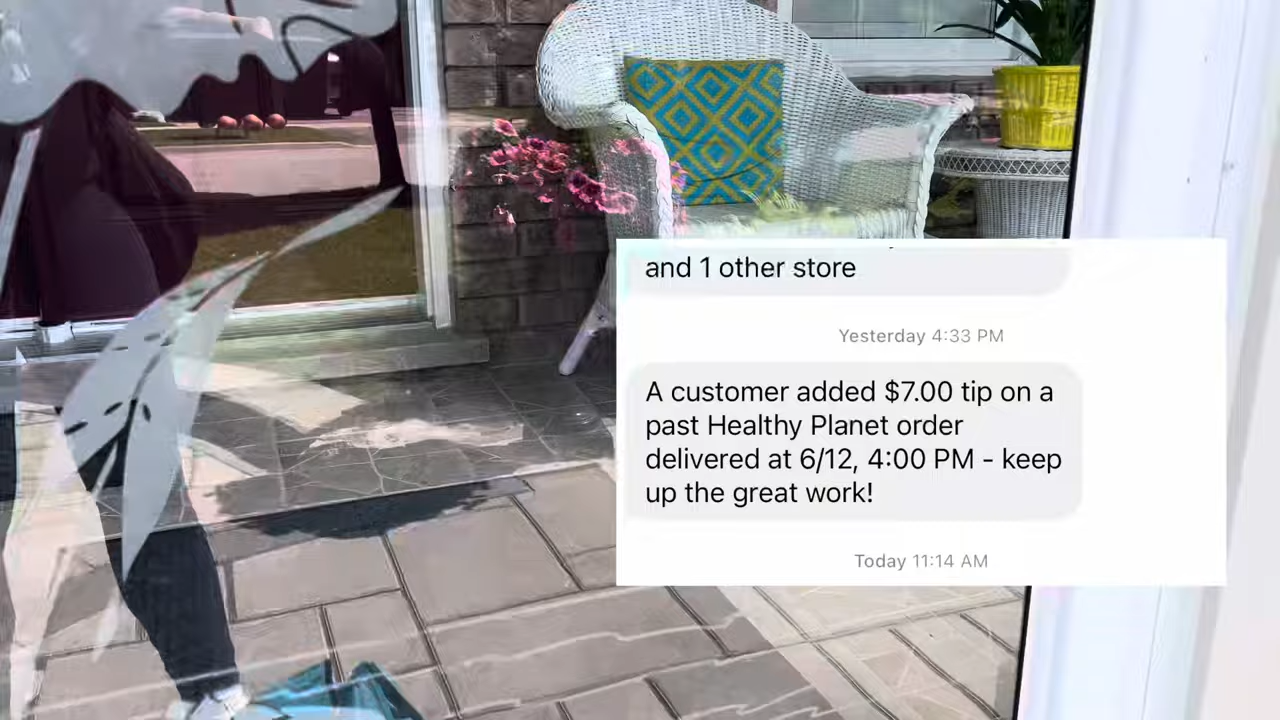 and 1 other store
Yesterday 4:33 PM
A customer added $7.00 tip on a
past Healthy Planet order
delivered at 6/12, 4:00 PM - keep
up the great work!
Today 11:14 AM